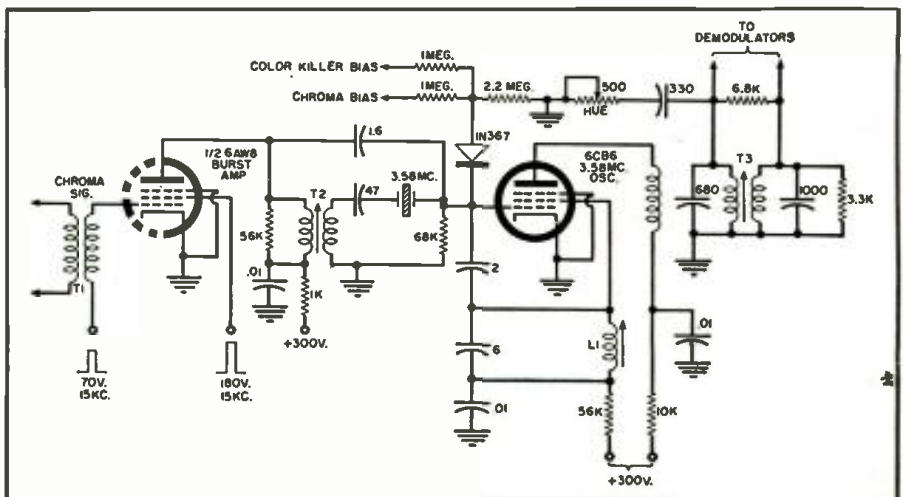 TO
DEMODULATORS
1MEG.
COLOR KILLER BIAS
1MEG.
CHROMA BIAS
2.2 MEG.
500
HUE
330
6.8K
1/2 6AW8
BURST
AMP
1.6
IN367
6CB6
3.58MC.
OSC.
T3
CHROMA
SIG.
T2
47
3.58MC.
680
1000
3.3K
56K
68K
T1
.01
1K
2
+300V.
L1
.01
6
70V.
15KC.
180V.
15KC.
.01
56K
10K
+300V.